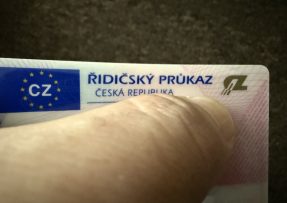 CZ
ŘIDIČSKÝ PRŮKAZ
ČESKÁ REPUBLIKA